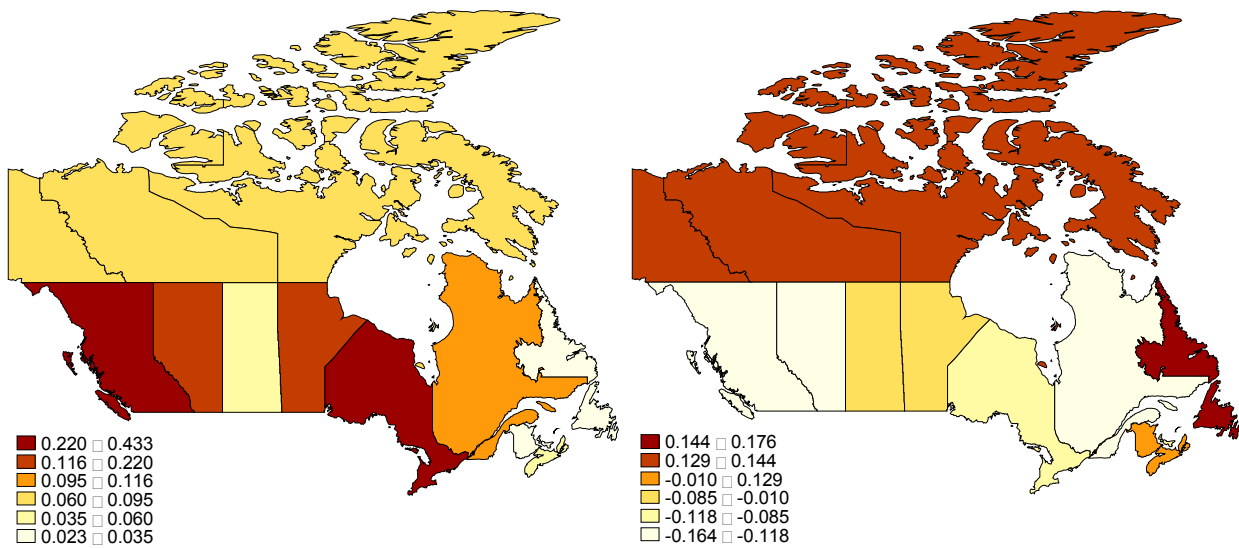 0.220 □ 0.433
0.116 □ 0.220
0.095 □ 0.116
0.060 □ 0.095
0.035 □ 0.060
0.023 □ 0.035
0.144 □ 0.176
0.129 □ 0.144
-0.010 □ 0.129
-0.085 □ -0.010
-0.118 □ -0.085
-0.164 □ -0.118